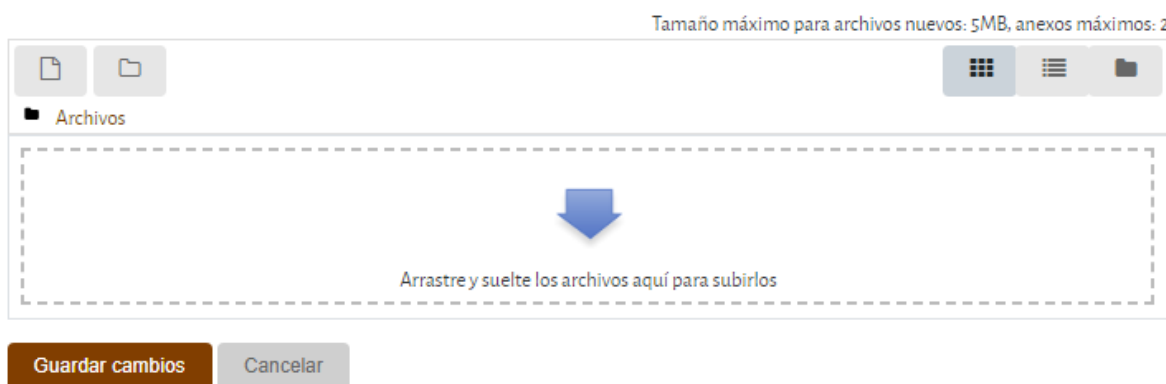 Tamaño máximo para archivos nuevos: 5MB, anexos máximos: 2
Archivos
Arrastre y suelte los archivos aquí para subirlos
Guardar cambios Cancelar